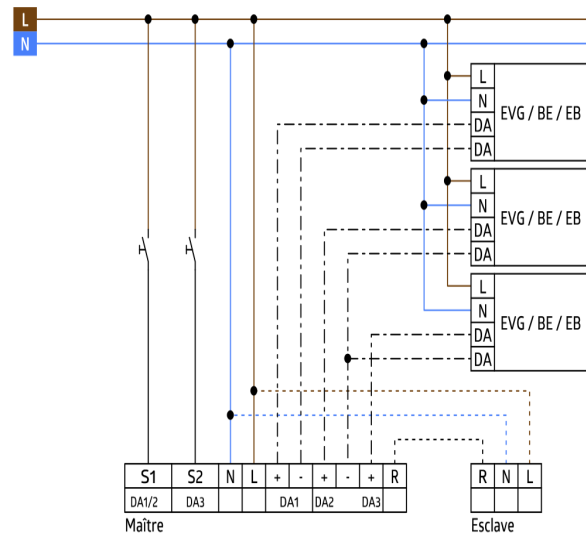 L
N
L
N EVG / BE / EB
DA
DA
L
N EVG / BE / EB
DA
DA
L
N EVG / BE / EB
DA
DA
S1 S2 N L + - + - + R
DA1/2 DA3 DA1 DA2 DA3
Maître
R N L
Esclave